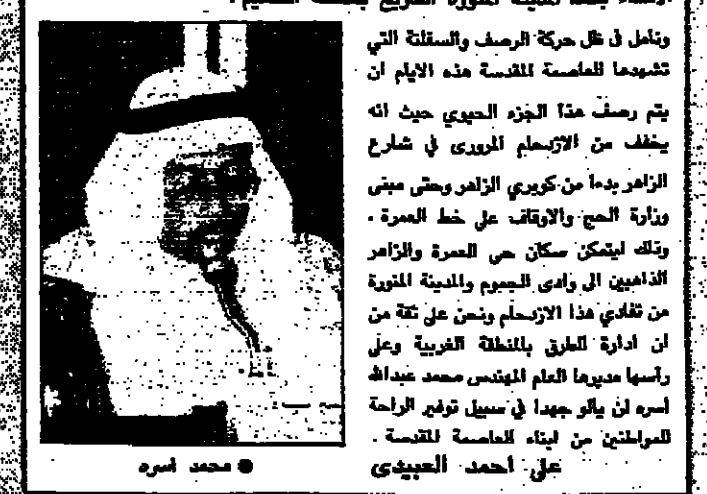 ونأمل في ظل حركة الرصف والسفلتة التي
تشهدها العاصمة المقدسة هذه الايام ان
يتم رصف هذا الجزء الحيوي حيث انه
يخفف من الازدحام المروري في شارع
الزاهر بدءا من كوبري الزاهر وحتى مبنى
وزارة الحج والاوقاف على خط العمرة .
وذلك ليتمكن سكان حي العمرة والزاهر
الذاهبين الى وادي الجموم والمدينة المنورة
من تفادي هذا الازدحام ونحن على ثقة من
ان ادارة الطرق بالمنطقة الغربية وعلى
رأسها مديرها العام المهندس محمد عبدالله
اسره لن يالو جهدا في سبيل توفير الراحة
للمواطنين من ابناء العاصمة المقدسة .
علي احمد العبيدي
● محمد اسره